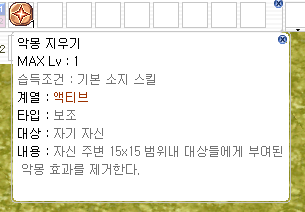 1
2
악몽 지우기
MAX Lv : 1
습득조건 : 기본 소지 스킬
계열 : 액티브
타입 : 보조
대상 : 자기 자신
내용 : 자신 주변 15x15 범위내 대상들에게 부여된
악몽 효과를 제거한다.